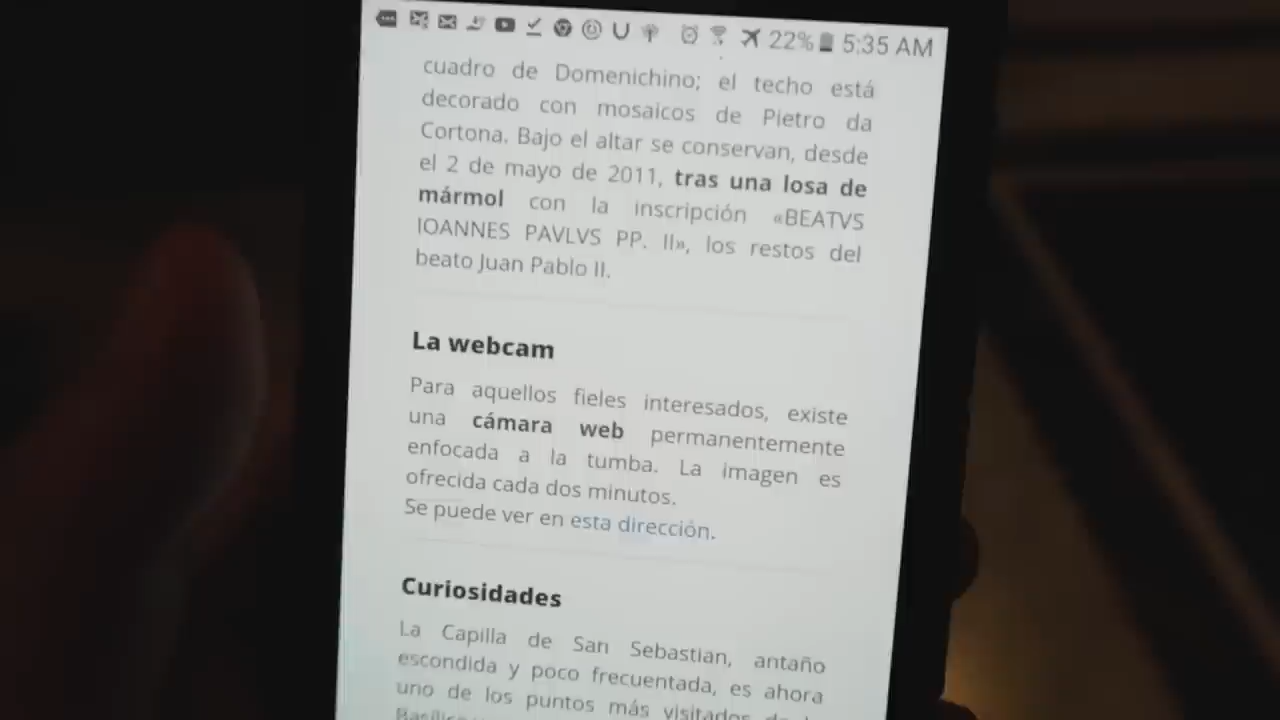 22% 5:35 AM
cuadro de Domenichino; el techo está
decorado con mosaicos de Pietro da
Cortona. Bajo el altar se conservan, desde
el 2 de mayo de 2011, tras una losa de
mármol con la inscripción «BEATVS
IOANNES PAVLVS PP. II», los restos del
beato Juan Pablo II.
La webcam
Para aquellos fieles interesados, existe
una cámara web permanentemente
enfocada a la tumba. La imagen es
ofrecida cada dos minutos.
Se puede ver en esta dirección.
Curiosidades
La Capilla de San Sebastian, antaño
escondida y poco frecuentada, es ahora
uno de los puntos más visitados